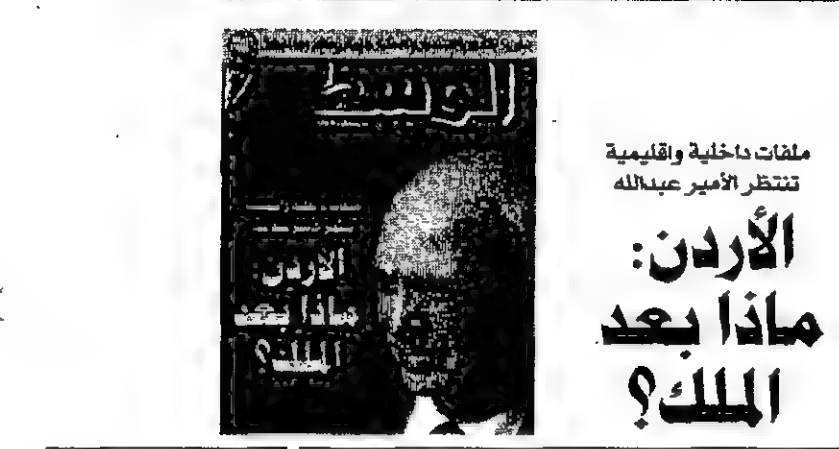 ملفات داخلية واقليمية
تنتظر الأمير عبدالله
الأردن:
ماذا بعد
الملك؟
الوسط
الأردن:
ماذا بعد
الملك؟